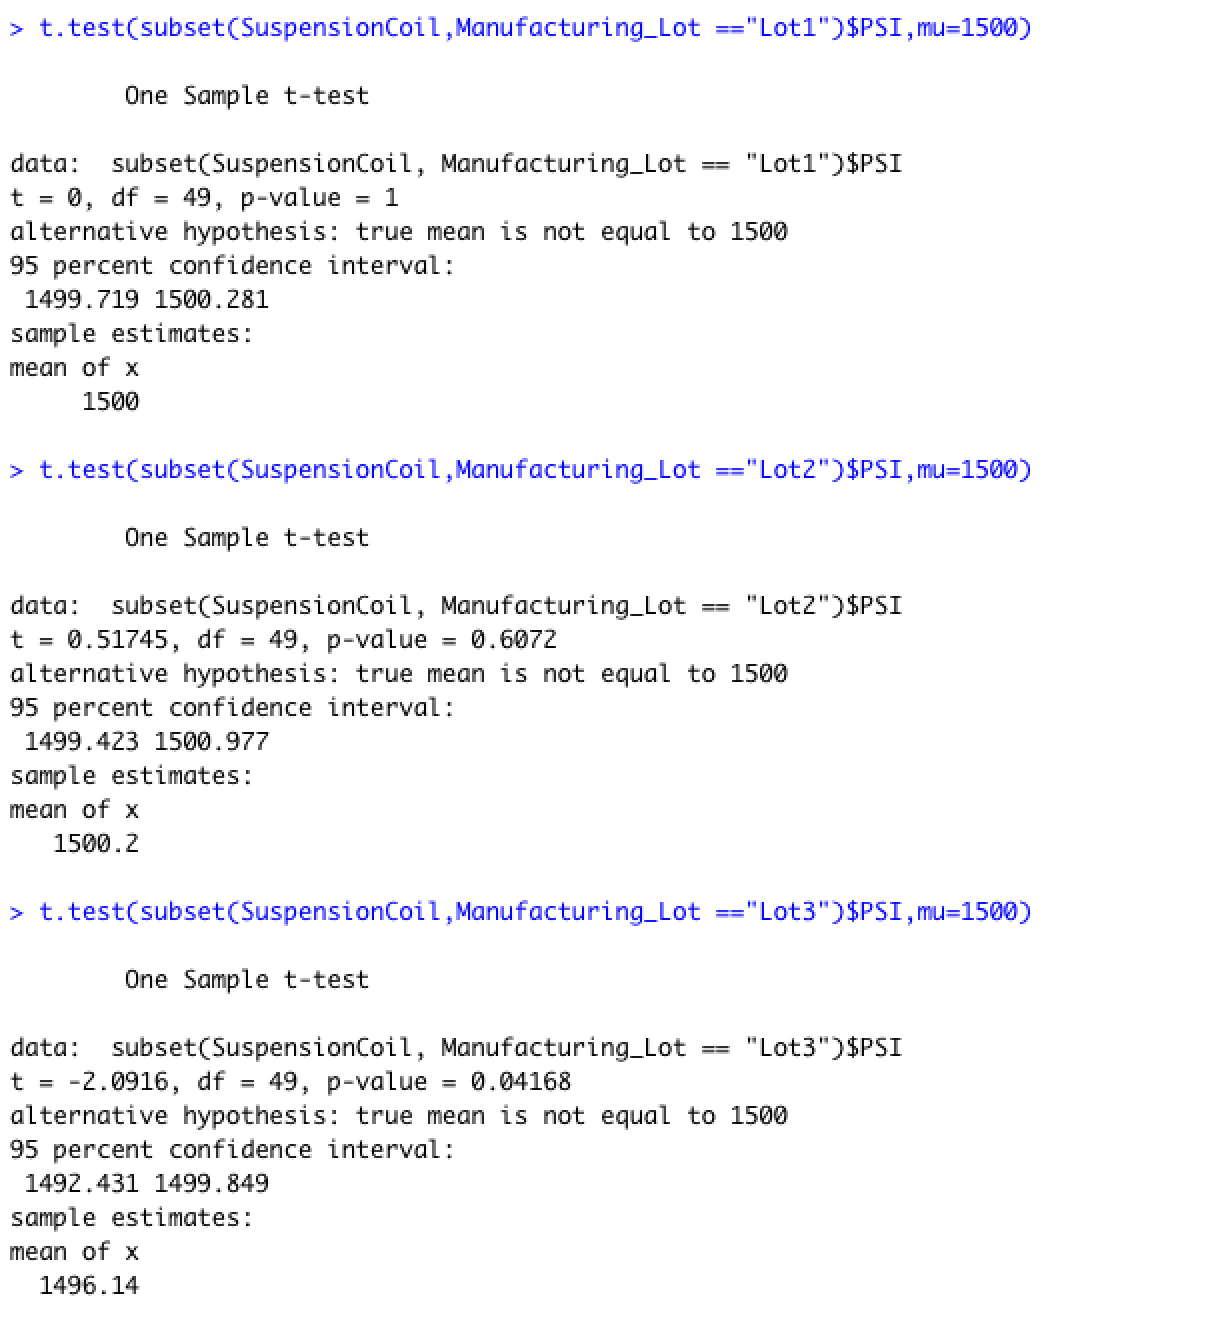 > t.test(subset(SuspensionCoil,Manufacturing_Lot =="Lot1")$PSI,mu=1500)
One Sample t-test
data:  subset(SuspensionCoil, Manufacturing_Lot == "Lot1")$PSI
t = 0, df = 49, p-value = 1
alternative hypothesis: true mean is not equal to 1500
95 percent confidence interval:
1499.719 1500.281
sample estimates:
mean of x
1500
> t.test(subset(SuspensionCoil,Manufacturing_Lot =="Lot2")$PSI,mu=1500)
One Sample t-test
data:  subset(SuspensionCoil, Manufacturing_Lot == "Lot2")$PSI
t = 0.51745, df = 49, p-value = 0.6072
alternative hypothesis: true mean is not equal to 1500
95 percent confidence interval:
1499.423 1500.977
sample estimates:
mean of x
1500.2
> t.test(subset(SuspensionCoil,Manufacturing_Lot =="Lot3")$PSI,mu=1500)
One Sample t-test
data:  subset(SuspensionCoil, Manufacturing_Lot == "Lot3")$PSI
t = -2.0916, df = 49, p-value = 0.04168
alternative hypothesis: true mean is not equal to 1500
95 percent confidence interval:
1492.431 1499.849
sample estimates:
mean of x
1496.14